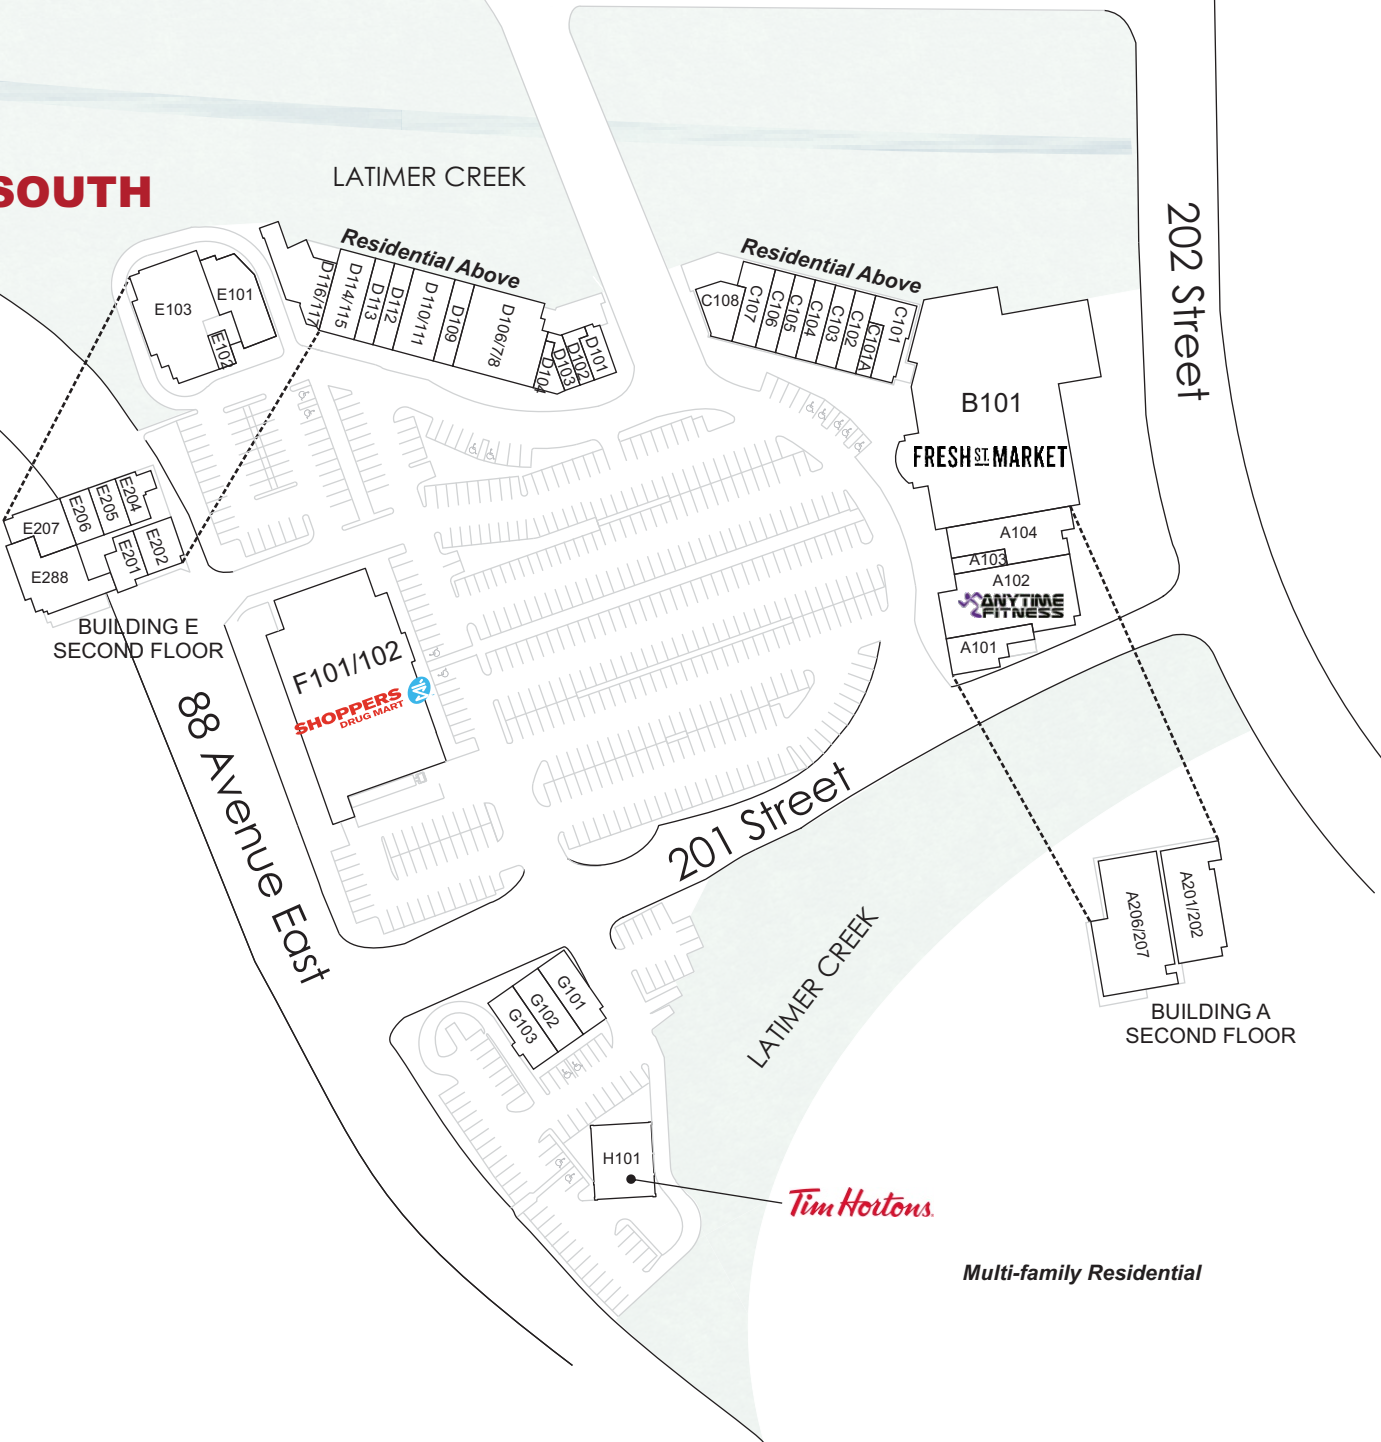 SOUTH
LATIMER CREEK
202 Street
Residential Above
Residential Above
E103
E101
E102
D116/117
D114/115
D113
D112
D110/111
D109
D106/7/8
D104
D103
D102
D101
C108
C107
C106
C105
C104
C103
C102
C101A
C101
B101
FRESH ST. MARKET
A104
A103
A102
ANYTIME
FITNESS
A101
E207
E206
E205
E204
E288
E201
E202
BUILDING E
SECOND FLOOR
F101/102
SHOPPERS
DRUG MART
88 Avenue East
201 Street
A206/207
A201/202
BUILDING A
SECOND FLOOR
LATIMER CREEK
G101
G102
G103
H101
Tim Hortons.
Multi-family Residential